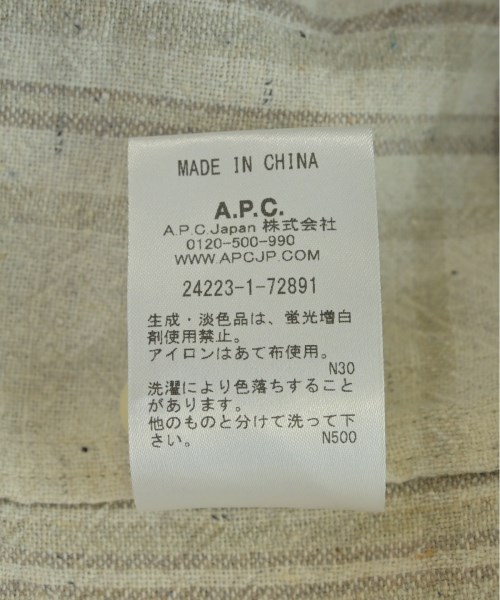 MADE IN CHINA
A.P.C.
A.P.C.Japan 株式会社
0120-500-990
WWW.APCJP.COM
24223-1-72891
生成・淡色品は、蛍光増白
剤使用禁止。
アイロンはあて布使用。
N30
洗濯により色落ちすること
があります。
他のものと分けて洗って下
さい。 N500